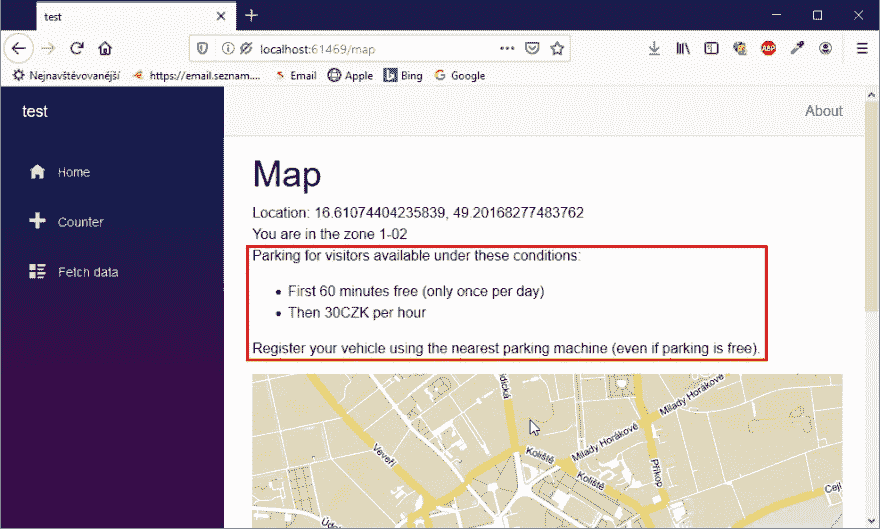 test
localhost:61469/map
Nejnavštěvovanější
https://email.seznam....
Email
Apple
Bing
Google
test
About
Home
Counter
Fetch data
Map
Location: 16.61074404235839, 49.20168277483762
You are in the zone 1-02
Parking for visitors available under these conditions:
First 60 minutes free (only once per day)
Then 30CZK per hour
Register your vehicle using the nearest parking machine (even if parking is free).
Milady Horákové
Milady Horákové
Veveří
Koliště
Koliště
Příkop
Cejl